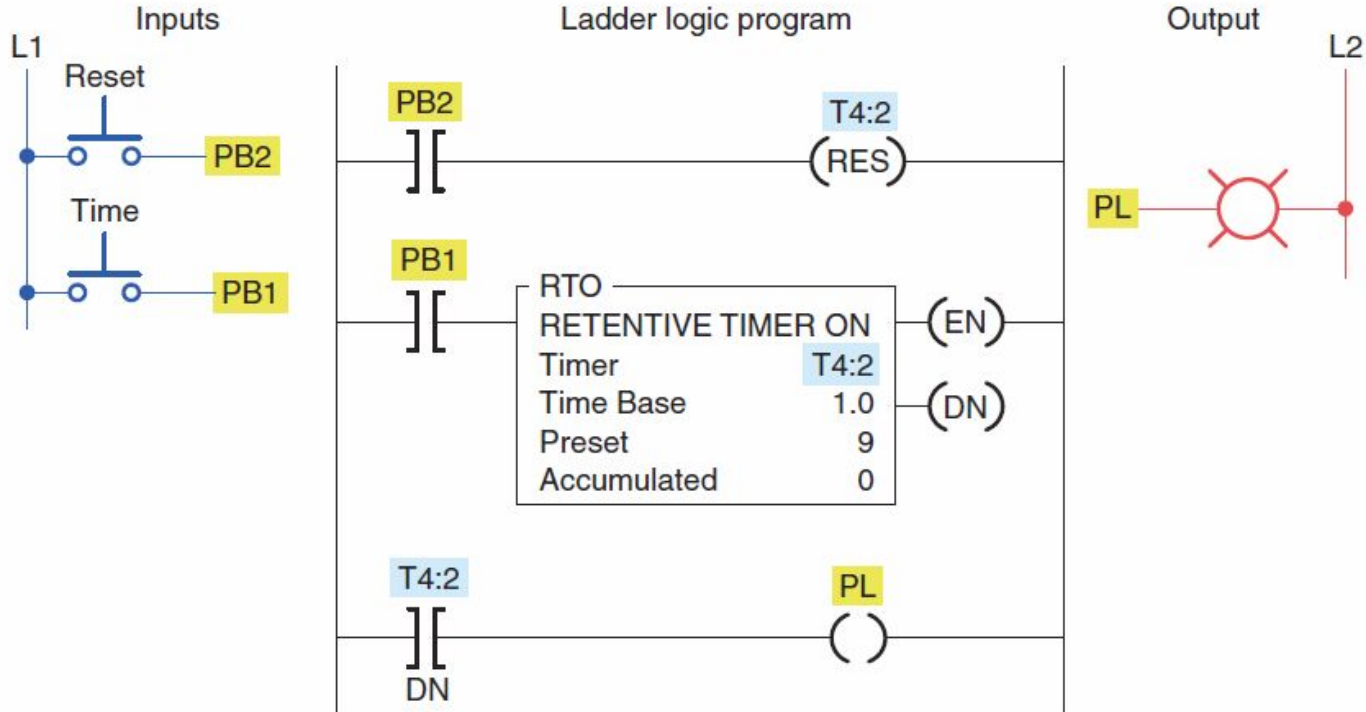 Inputs
Ladder logic program
Output
L1
L2
Reset
PB2
Time
PB1
PB2
T4:2
(RES)
PB1
RTO
RETENTIVE TIMER ON
Timer T4:2
Time Base 1.0
Preset 9
Accumulated 0
(EN)
(DN)
T4:2
DN
PL
PL